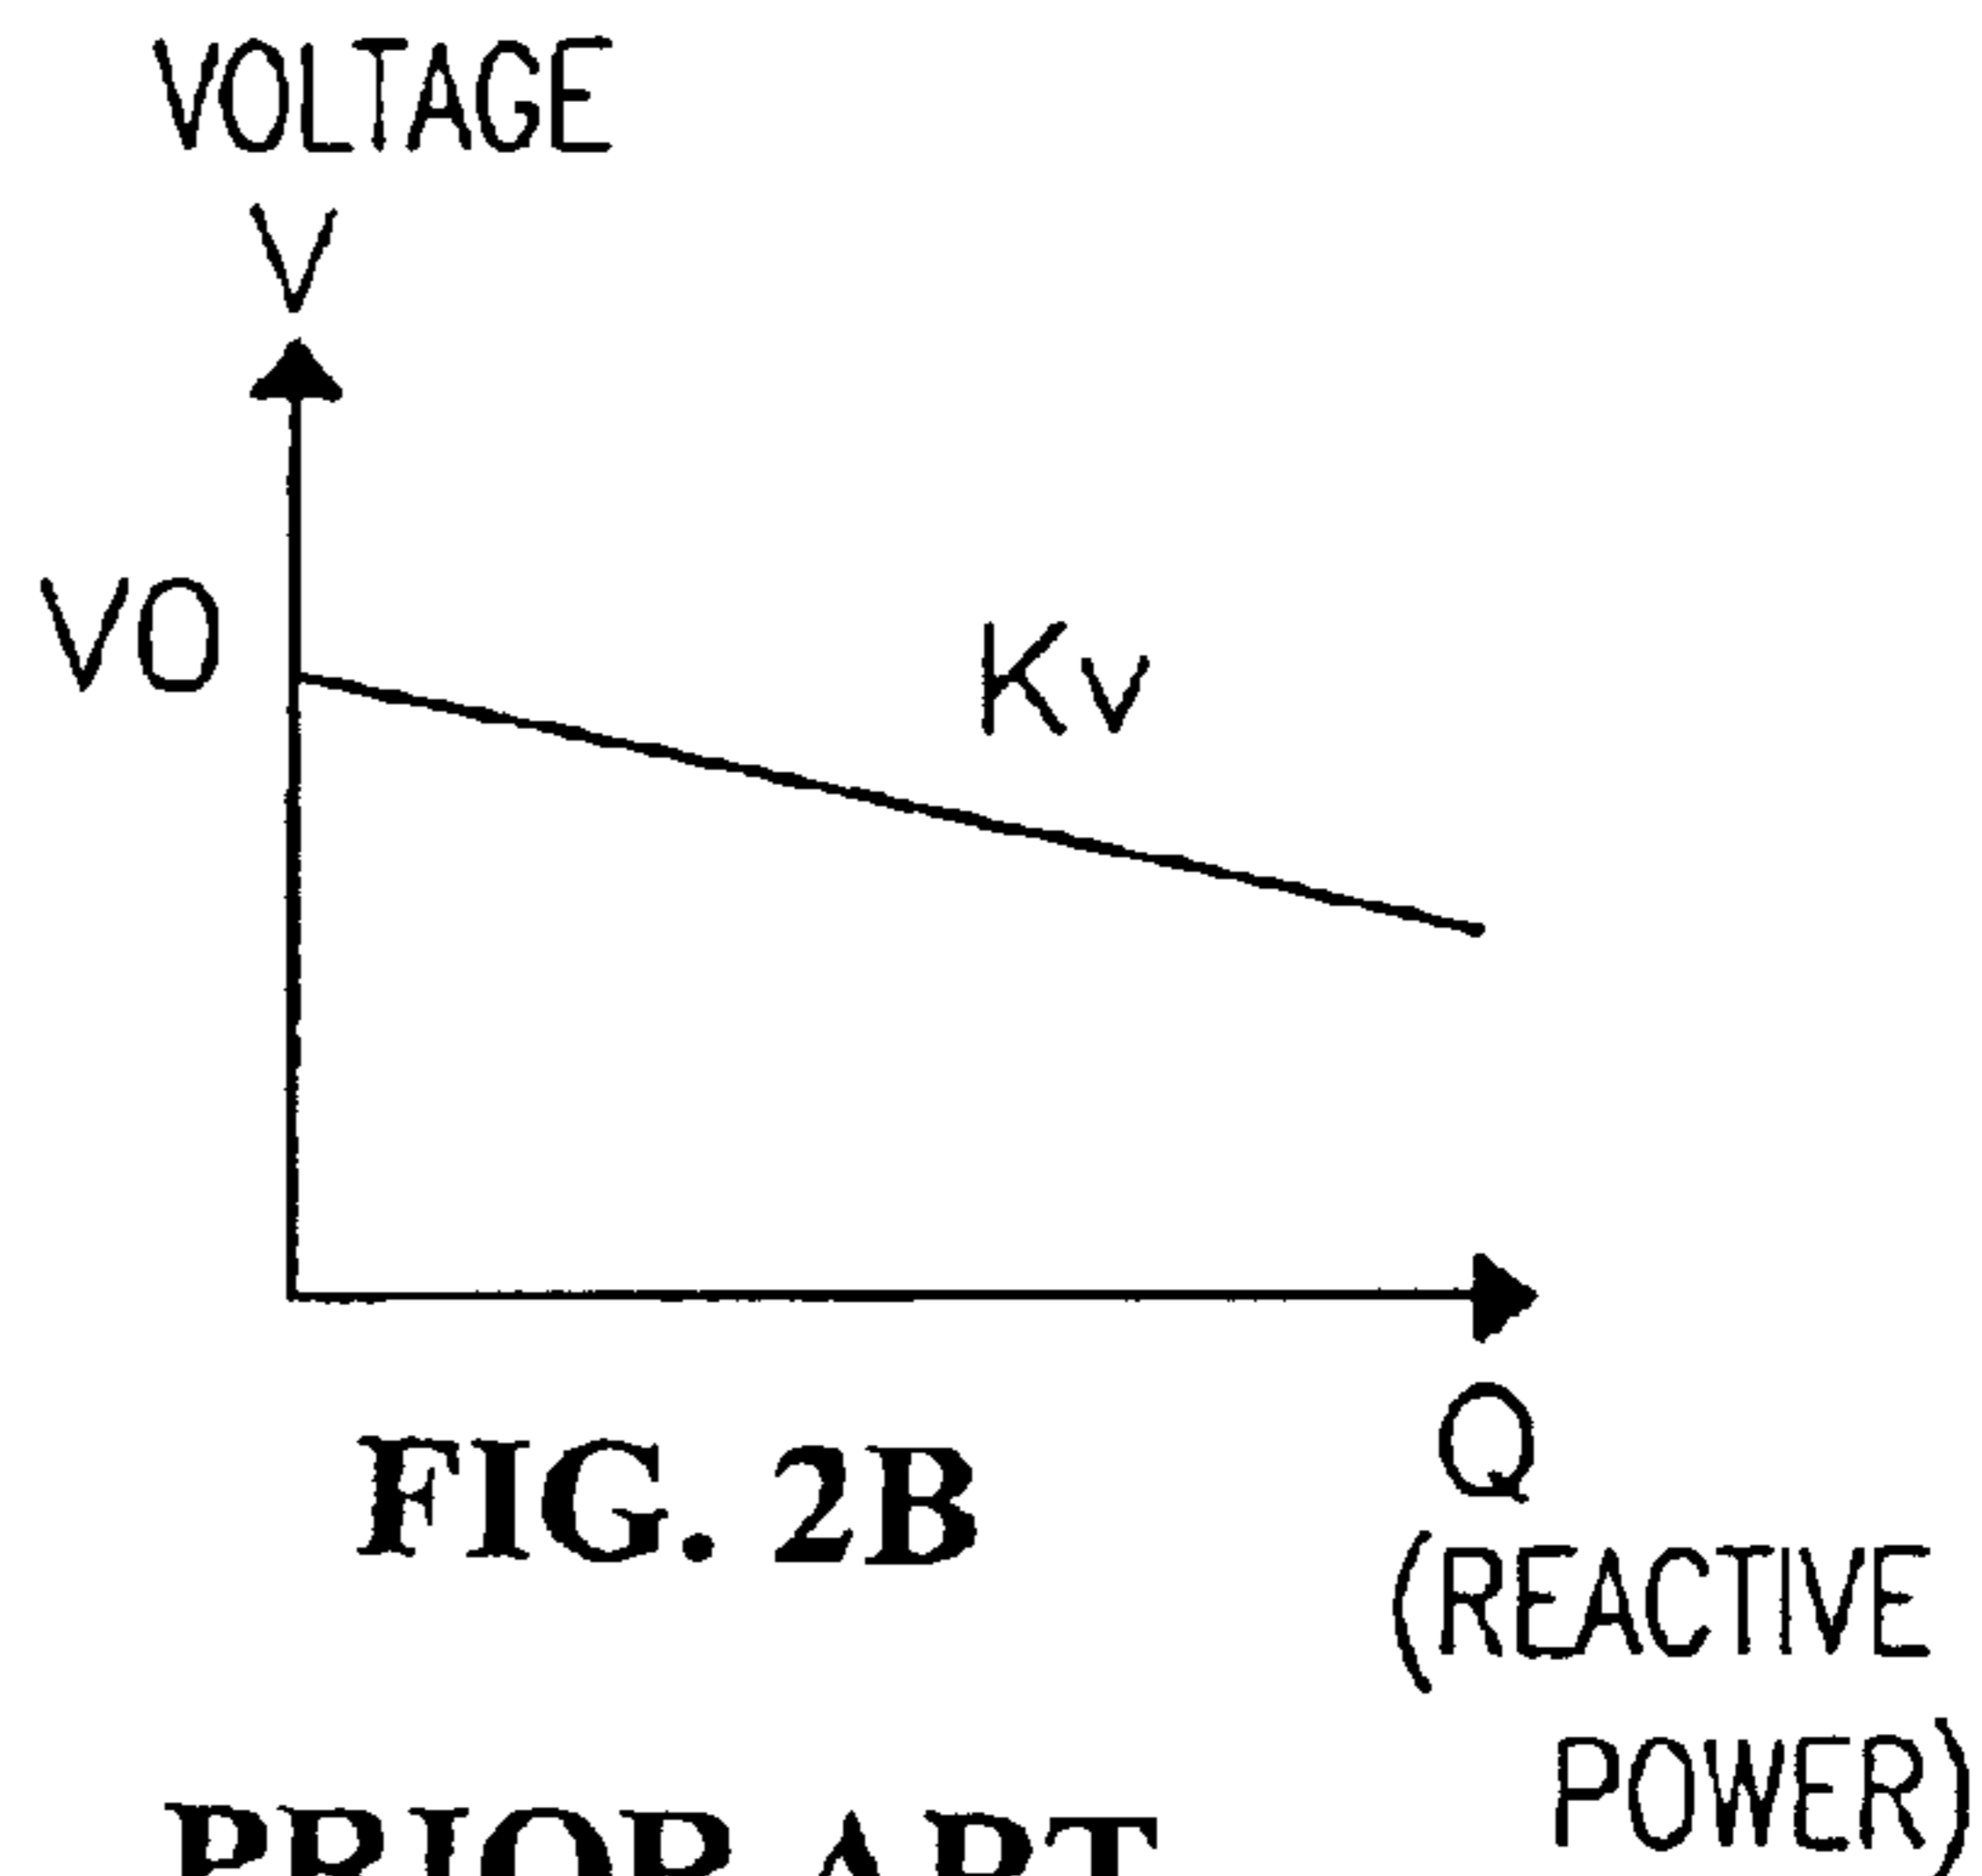 VOLTAGE
V
VO
Kv
Q
(REACTIVE
POWER)
FIG. 2B
PRIOR ART